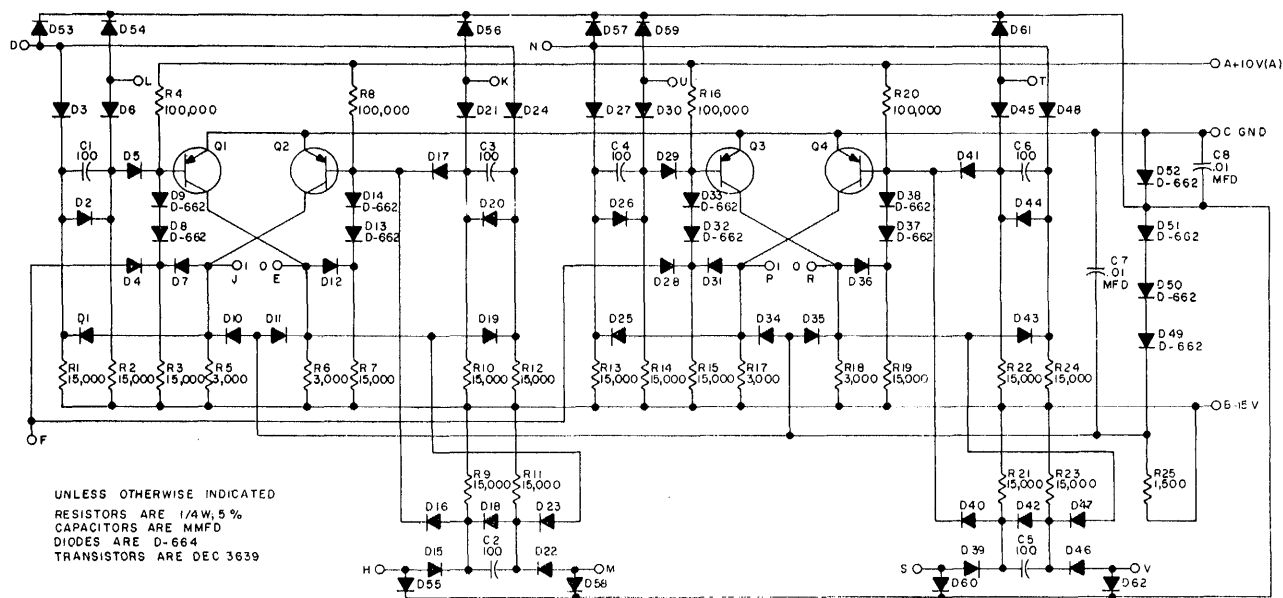 D53 D54 D56 D57 D59 D61
D N
L K U T A+10V(A)
R4 100,000 R8 100,000 R16 100,000 R20 100,000
D3 D6 D21 D24 D27 D30 D45 D48
C GND
C1 100 D5 Q1 Q2 D17 C3 100 C4 100 D29 Q3 Q4 D41 C6 100 D52 D-662 C8 .01 MFD
D9 D-662 D14 D-662 D33 D-662 D38 D-662
D2 D20 D26 D44
D8 D-662 D13 D-662 D32 D-662 D37 D-662 D51 D-662
D4 D7 1 J 0 E D12 D28 D31 1 P 0 R D36 C7 .01 MFD D50 D-662
D1 D10 D11 D19 D25 D34 D35 D43 D49 D-662
R1 15,000 R2 15,000 R3 15,000 R5 3,000 R6 3,000 R7 15,000 R10 15,000 R12 15,000 R13 15,000 R14 15,000 R15 15,000 R17 3,000 R18 3,000 R19 15,000 R22 15,000 R24 15,000
B-15V
F
R9 15,000 R11 15,000 R21 15,000 R23 15,000 R25 1,500
UNLESS OTHERWISE INDICATED
RESISTORS ARE 1/4W; 5%
CAPACITORS ARE MMFD
DIODES ARE D-664
TRANSISTORS ARE DEC 3639
D16 D18 D23 D40 D42 D47
H D15 C2 100 D22 M S D39 C5 100 D46 V
D55 D58 D60 D62